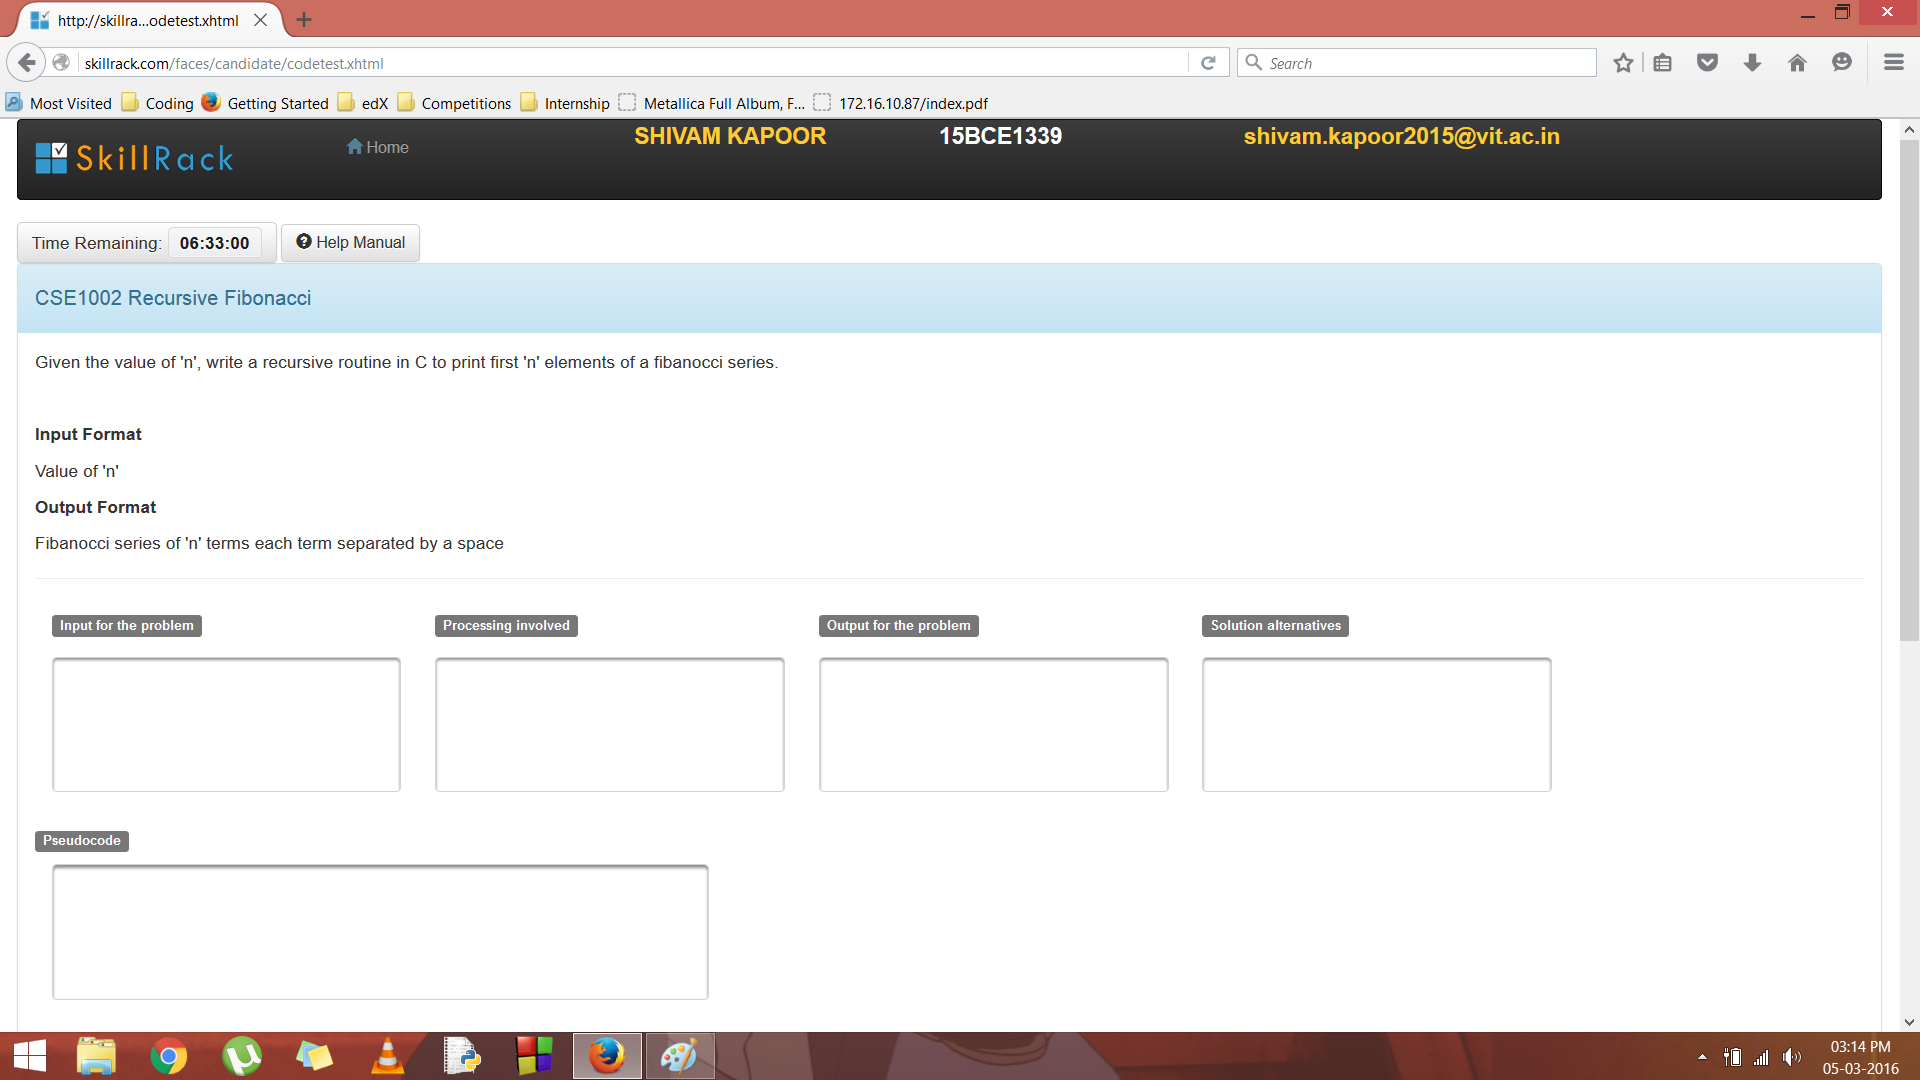 http://skillra...odetest.xhtml
skillrack.com/faces/candidate/codetest.xhtml
Search
Most Visited Coding Getting Started edX Competitions Internship Metallica Full Album, F... 172.16.10.87/index.pdf
SkillRack Home SHIVAM KAPOOR 15BCE1339 shivam.kapoor2015@vit.ac.in
Time Remaining: 06:33:00 Help Manual
CSE1002 Recursive Fibonacci
Given the value of 'n', write a recursive routine in C to print first 'n' elements of a fibanocci series.
Input Format
Value of 'n'
Output Format
Fibanocci series of 'n' terms each term separated by a space
Input for the problem Processing involved Output for the problem Solution alternatives
Pseudocode
03:14 PM
05-03-2016